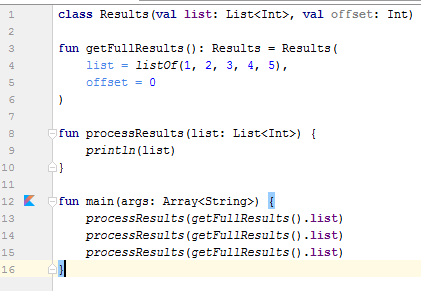 1 class Results(val list: List<Int>, val offset: Int)
2
3 fun getFullResults(): Results = Results(
4     list = listOf(1, 2, 3, 4, 5),
5     offset = 0
6 )
7
8 fun processResults(list: List<Int>) {
9     println(list)
10 }
11
12 fun main(args: Array<String>) {
13     processResults(getFullResults().list)
14     processResults(getFullResults().list)
15     processResults(getFullResults().list)
16 }